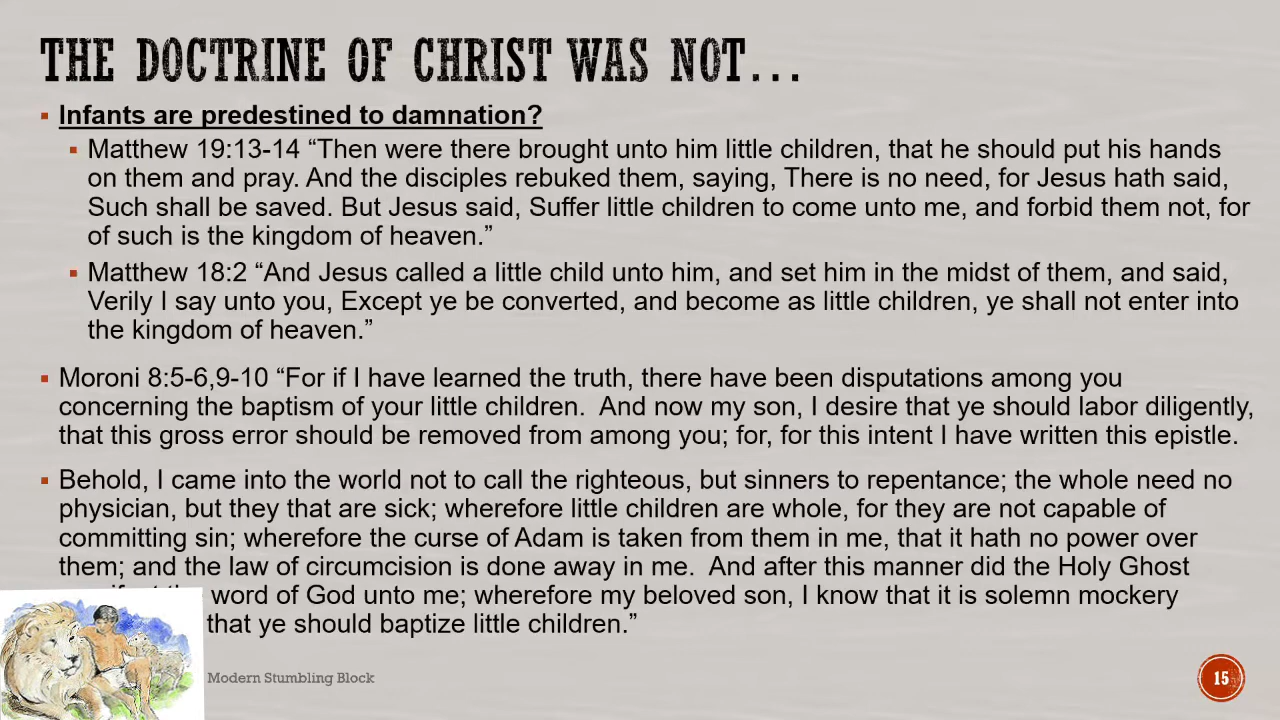 THE DOCTRINE OF CHRIST WAS NOT...
Infants are predestined to damnation?
Matthew 19:13-14 “Then were there brought unto him little children, that he should put his hands
on them and pray. And the disciples rebuked them, saying, There is no need, for Jesus hath said,
Such shall be saved. But Jesus said, Suffer little children to come unto me, and forbid them not, for
of such is the kingdom of heaven.”
Matthew 18:2 “And Jesus called a little child unto him, and set him in the midst of them, and said,
Verily I say unto you, Except ye be converted, and become as little children, ye shall not enter into
the kingdom of heaven.”
Moroni 8:5-6,9-10 “For if I have learned the truth, there have been disputations among you
concerning the baptism of your little children.  And now my son, I desire that ye should labor diligently,
that this gross error should be removed from among you; for, for this intent I have written this epistle.
Behold, I came into the world not to call the righteous, but sinners to repentance; the whole need no
physician, but they that are sick; wherefore little children are whole, for they are not capable of
committing sin; wherefore the curse of Adam is taken from them in me, that it hath no power over
them; and the law of circumcision is done away in me.  And after this manner did the Holy Ghost
word of God unto me; wherefore my beloved son, I know that it is solemn mockery
that ye should baptize little children.”
Modern Stumbling Block
15